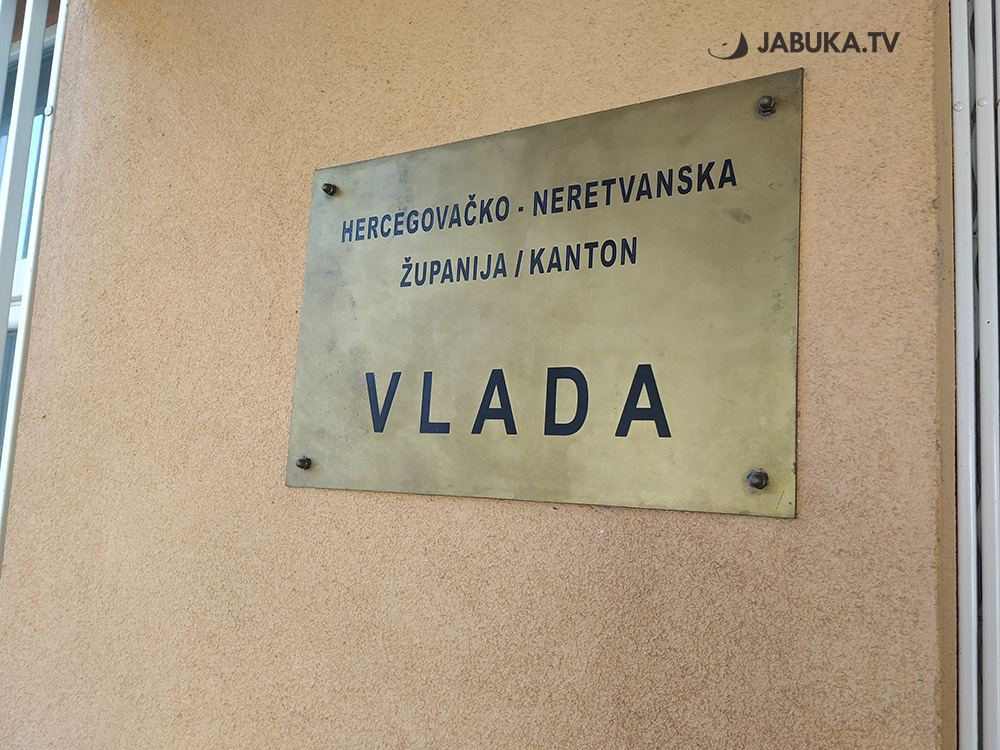 JABUKA.TV
HERCEGOVAČKO - NERETVANSKA
ŽUPANIJA / KANTON
VLADA